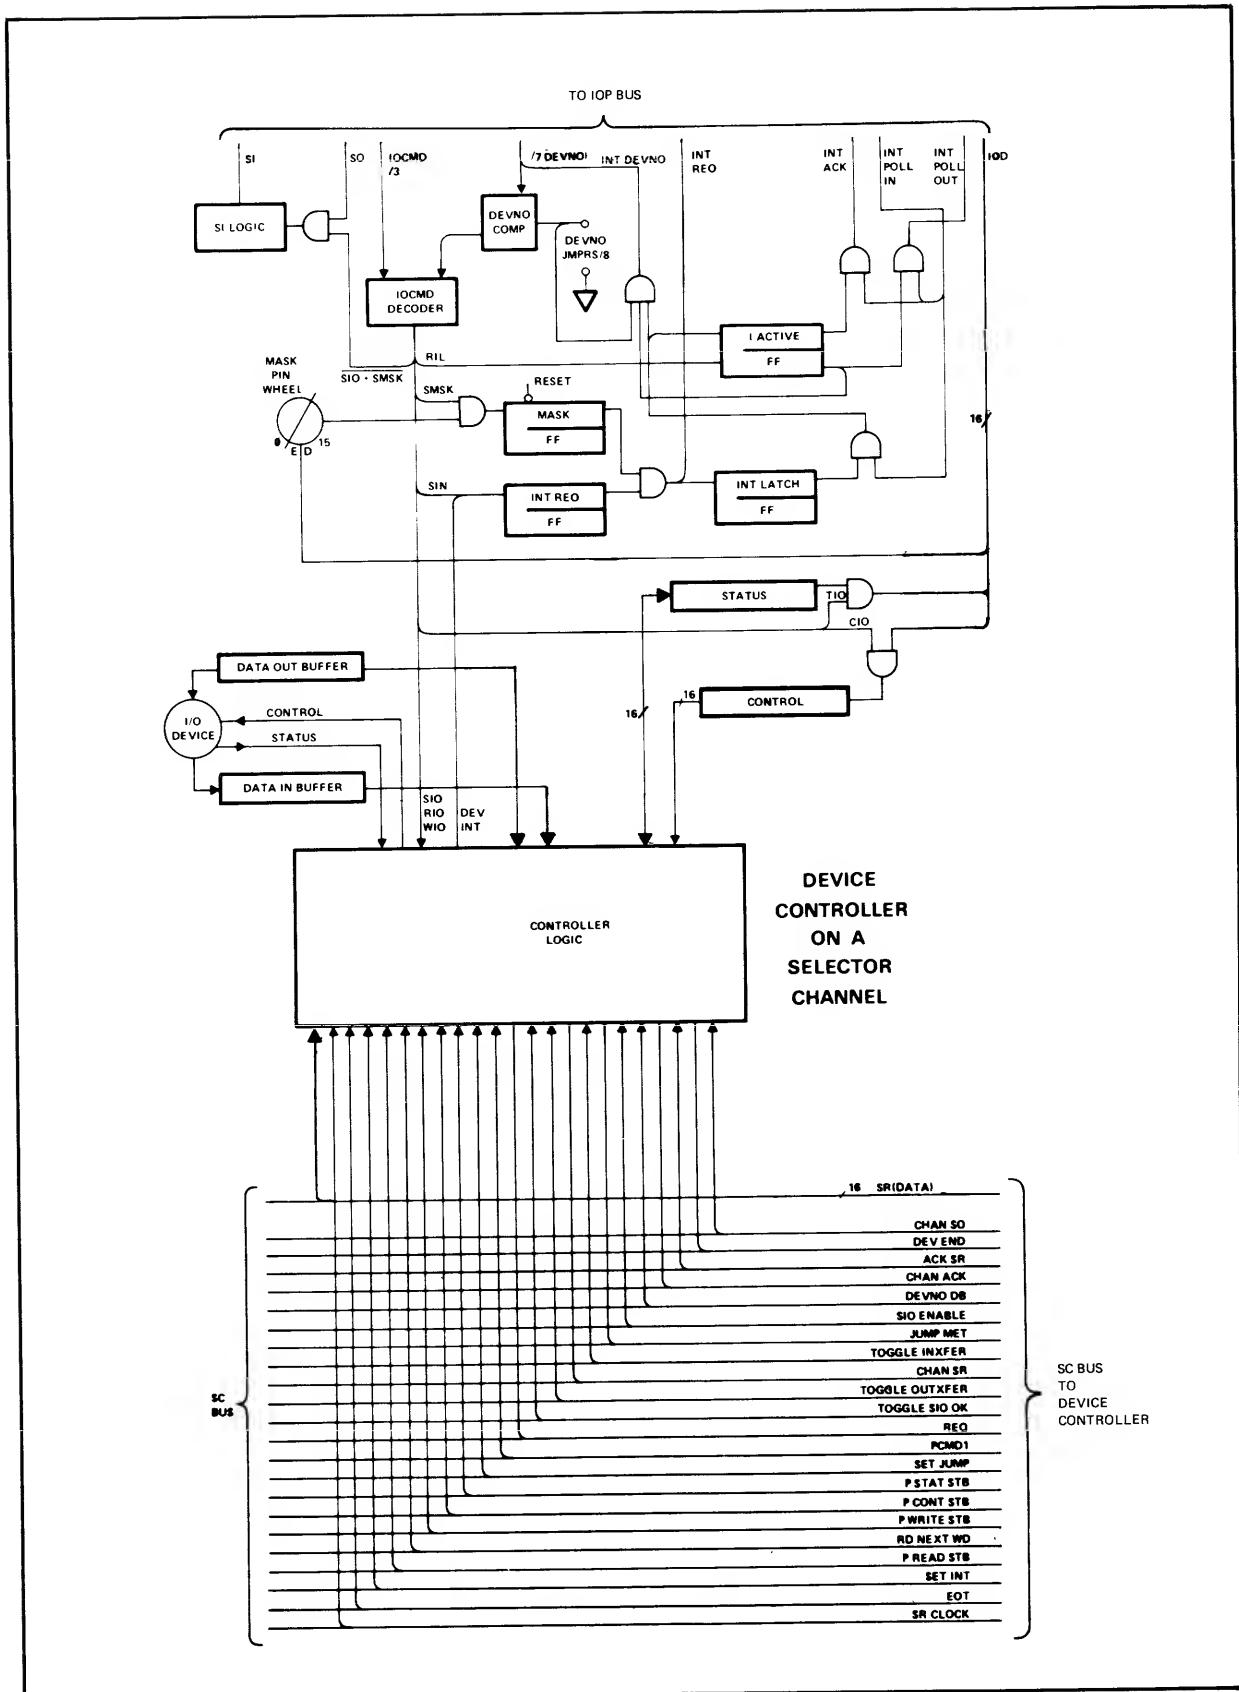 TO IOP BUS
SI
SO
IOCMD
/3
/7 DEVNO
INT DEVNO
INT
REQ
INT
ACK
INT
POLL
IN
INT
POLL
OUT
IOD
SI LOGIC
DEVNO
COMP
DEVNO
JMPRS/8
IOCMD
DECODER
I ACTIVE
FF
RIL
SIO · SMSK
MASK
PIN
WHEEL
0
15
E D
SMSK
RESET
MASK
FF
16
SIN
INT REQ
FF
INT LATCH
FF
STATUS
TIO
CIO
DATA OUT BUFFER
I/O
DEVICE
CONTROL
STATUS
DATA IN BUFFER
16
16
CONTROL
SIO
RIO
WIO
DEV
INT
CONTROLLER
LOGIC
DEVICE
CONTROLLER
ON A
SELECTOR
CHANNEL
16 SR(DATA)
CHAN SO
DEV END
ACK SR
CHAN ACK
DEVNO DB
SIO ENABLE
JUMP MET
TOGGLE INXFER
CHAN SR
TOGGLE OUTXFER
TOGGLE SIO OK
REQ
PCMD1
SET JUMP
P STAT STB
P CONT STB
P WRITE STB
RD NEXT WD
P READ STB
SET INT
EOT
SR CLOCK
SC
BUS
SC BUS
TO
DEVICE
CONTROLLER